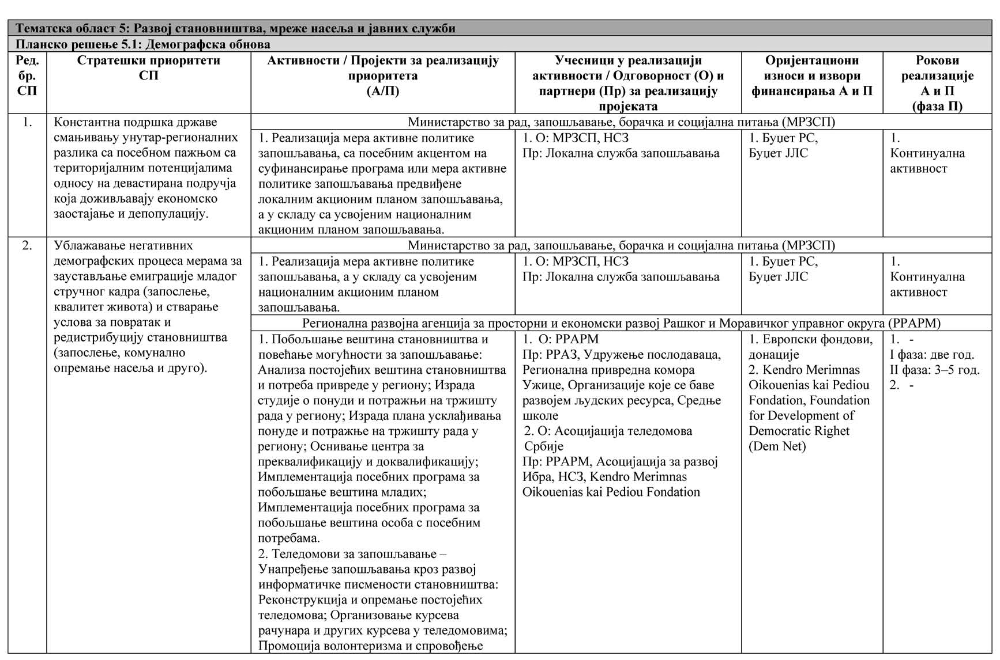 Тематска област 5: Развој становништва, мреже насеља и јавних служби
Планско решење 5.1: Демографска обнова
Ред.
бр.
СП
Стратешки приоритети
СП
Активности / Пројекти за реализацију
приоритета
(А/П)
Учесници у реализацији
активности / Одговорност (О) и
партнери (Пр) за реализацију
пројеката
Оријентациони
износи и извори
финансирања А и П
Рокови
реализације
А и П
(фаза П)
1.
Константна подршка државе
смањивању унутар-регионалних
разлика са посебном пажњом са
територијалним потенцијалима
односу на девастирана подручја
која доживљавају економско
заостајање и депопулацију.
Министарство за рад, запошљавање, борачка и социјална питања (МРЗСП)
1. Реализација мера активне политике
запошљавања, са посебним акцентом на
суфинансирање програма или мера активне
политике запошљавања предвиђене
локалним акционим планом запошљавања,
а у складу са усвојеним националним
акционим планом запошљавања.
1. О: МРЗСП, НСЗ
Пр: Локална служба запошљавања
1. Буџет РС,
Буџет ЈЛС
1.
Континуална
активност
2.
Ублажавање негативних
демографских процеса мерама за
заустављање емиграције младог
стручног кадра (запослење,
квалитет живота) и стварање
услова за повратак и
редистрибуцију становништва
(запослење, комунално
опремање насеља и друго).
Министарство за рад, запошљавање, борачка и социјална питања (МРЗСП)
1. Реализација мера активне политике
запошљавања, а у складу са усвојеним
националним акционим планом
запошљавања.
1. О: МРЗСП, НСЗ
Пр: Локална служба запошљавања
1. Буџет РС,
Буџет ЈЛС
1.
Континуална
активност
Регионална развојна агенција за просторни и економски развој Рашког и Моравичког управног округа (РРАРМ)
1. Побољшање вештина становништва и
повећање могућности за запошљавање:
Анализа постојећих вештина становништва
и потреба привреде у региону; Израда
студије о понуди и потражњи на тржишту
рада у региону; Израда плана усклађивања
понуде и потражње на тржишту рада у
региону; Оснивање центра за
преквалификацију и доквалификацију;
Имплементација посебних програма за
побољшање вештина младих;
Имплементација посебних програма за
побољшање вештина особа с посебним
потребама.
2. Теледомови за запошљавање –
Унапређење запошљавања кроз развој
информатичке писмености становништва:
Реконструкција и опремање постојећих
теледомова; Организовање курсева
рачунара и других курсева у теледомовима;
Промоција волонтеризма и спровођење
1. О: РРАРМ
Пр: РРАЗ, Удружење послодаваца,
Регионална привредна комора
Ужице, Организације које се баве
развојем људских ресурса, Средње
школе
2. О: Асоцијација теледомова
Србије
Пр: РРАРМ, Асоцијација за развој
Ибра, НСЗ, Kendro Merimnas
Oikouenias kai Pediou Fondation
1. Европски фондови,
донације
2. Kendro Merimnas
Oikouenias kai Pediou
Fondation, Foundation
for Development of
Democratic Righet
(Dem Net)
1. -
I фаза: две год.
II фаза: 3–5 год.
2. -